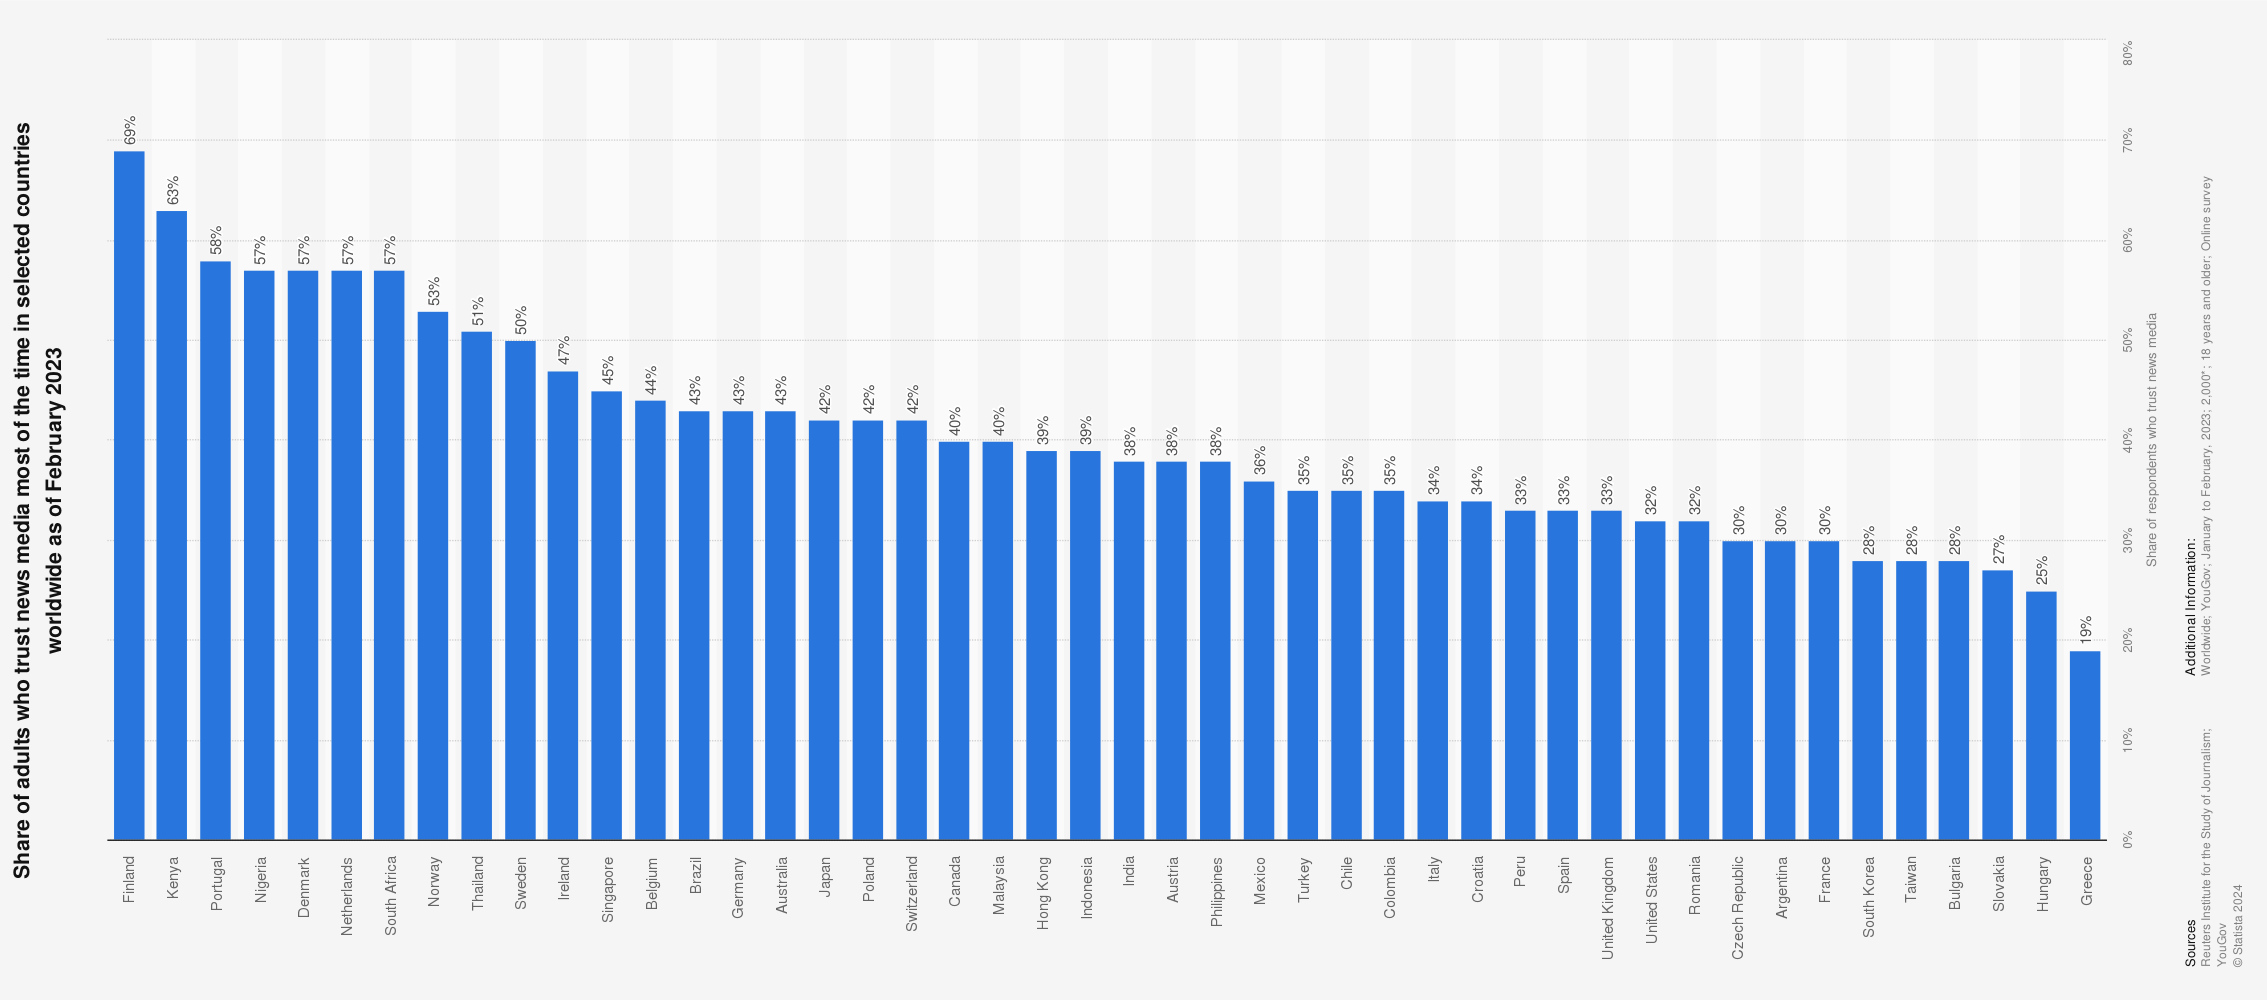 Share of adults who trust news media most of the time in selected countries
worldwide as of February 2023
Finland
69%
Kenya
63%
Portugal
58%
Nigeria
57%
Denmark
57%
Netherlands
57%
South Africa
57%
Norway
53%
Thailand
51%
Sweden
50%
Ireland
47%
Singapore
45%
Belgium
44%
Brazil
43%
Germany
43%
Australia
43%
Japan
42%
Poland
42%
Switzerland
42%
Canada
40%
Malaysia
40%
Hong Kong
39%
Indonesia
39%
India
38%
Austria
38%
Philippines
38%
Mexico
36%
Turkey
35%
Chile
35%
Colombia
35%
Italy
34%
Croatia
34%
Peru
33%
Spain
33%
United Kingdom
33%
United States
32%
Romania
32%
Czech Republic
30%
Argentina
30%
France
30%
South Korea
28%
Taiwan
28%
Bulgaria
28%
Slovakia
27%
Hungary
25%
Greece
19%
0%
10%
20%
30%
40%
50%
60%
70%
80%
Share of respondents who trust news media
Sources
Reuters Institute for the Study of Journalism;
YouGov
© Statista 2024
Additional Information:
Worldwide; YouGov; January to February, 2023; 2,000*; 18 years and older; Online survey